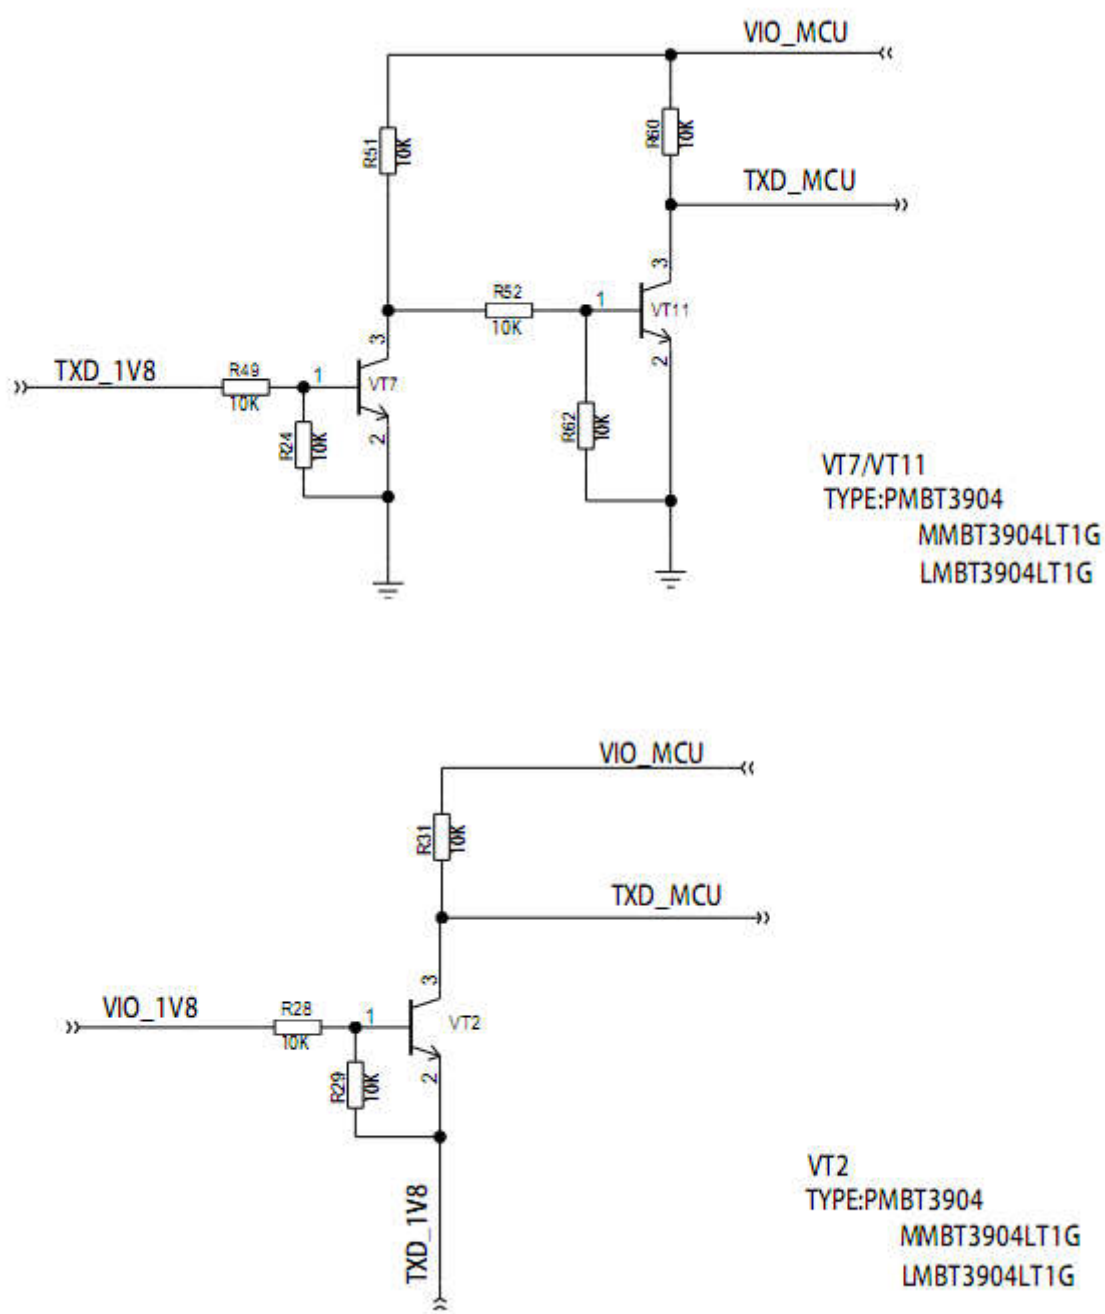 VIO_MCU
R51
10K
R60
10K
TXD_MCU
3
R52
1
10K
VT11
3
2
TXD_1V8
R49
1
10K
VT7
R24
10K
2
R62
10K
VT7/VT11
TYPE:PMBT3904
MMBT3904LT1G
LMBT3904LT1G
VIO_MCU
R31
10K
TXD_MCU
3
VIO_1V8
R28
1
10K
VT2
R29
10K
2
TXD_1V8
VT2
TYPE:PMBT3904
MMBT3904LT1G
LMBT3904LT1G